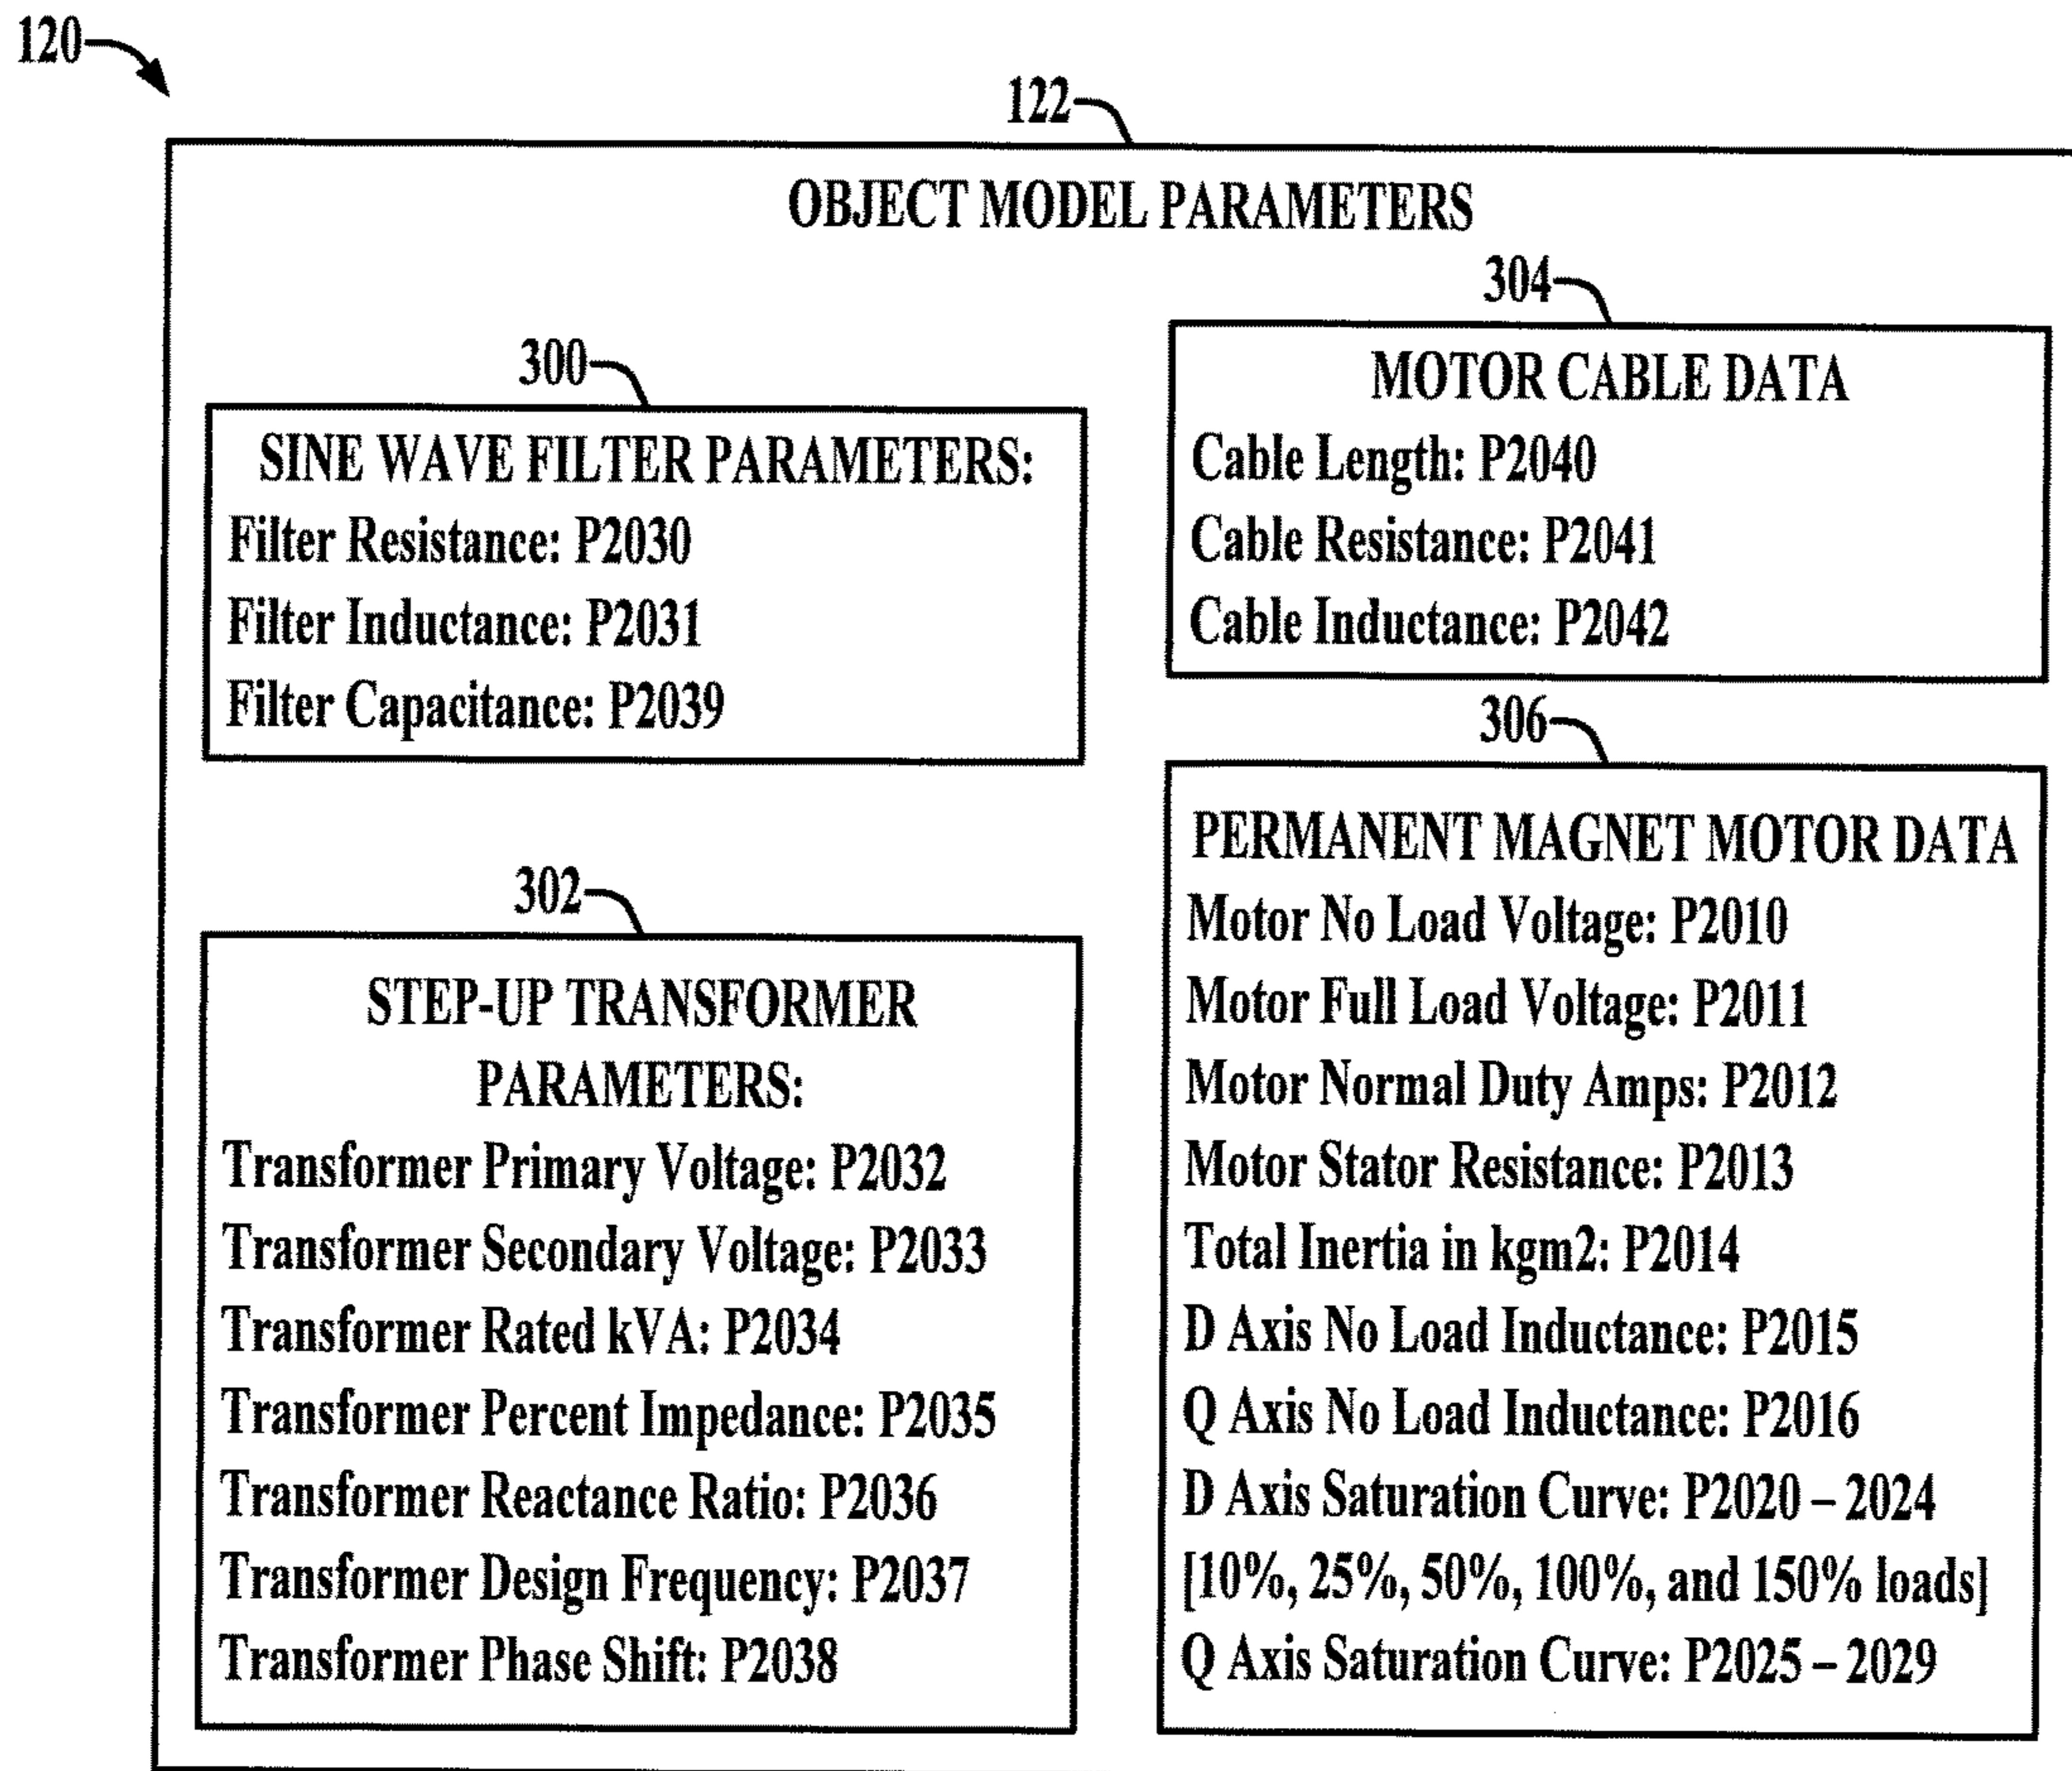 120
122
OBJECT MODEL PARAMETERS
300
SINE WAVE FILTER PARAMETERS:
Filter Resistance: P2030
Filter Inductance: P2031
Filter Capacitance: P2039
302
STEP-UP TRANSFORMER
PARAMETERS:
Transformer Primary Voltage: P2032
Transformer Secondary Voltage: P2033
Transformer Rated kVA: P2034
Transformer Percent Impedance: P2035
Transformer Reactance Ratio: P2036
Transformer Design Frequency: P2037
Transformer Phase Shift: P2038
304
MOTOR CABLE DATA
Cable Length: P2040
Cable Resistance: P2041
Cable Inductance: P2042
306
PERMANENT MAGNET MOTOR DATA
Motor No Load Voltage: P2010
Motor Full Load Voltage: P2011
Motor Normal Duty Amps: P2012
Motor Stator Resistance: P2013
Total Inertia in kgm2: P2014
D Axis No Load Inductance: P2015
Q Axis No Load Inductance: P2016
D Axis Saturation Curve: P2020 – 2024
[10%, 25%, 50%, 100%, and 150% loads]
Q Axis Saturation Curve: P2025 – 2029